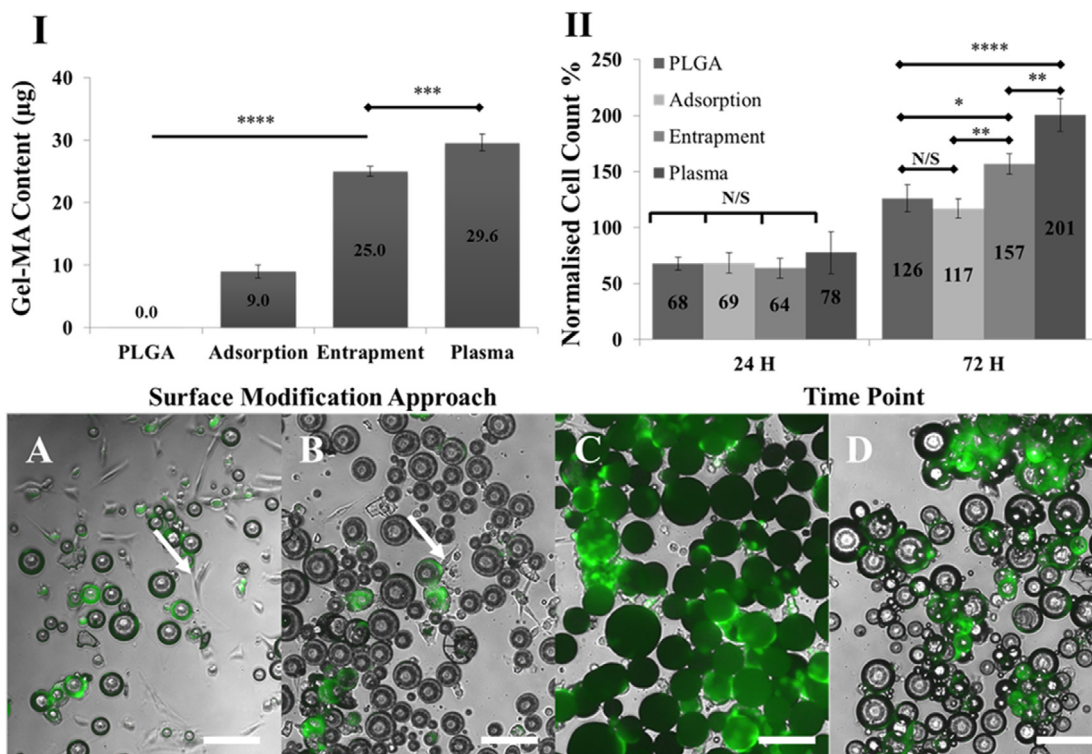 I
Gel-MA Content (µg)
40
30
20
10
0
****
***
0.0
9.0
25.0
29.6
PLGA
Adsorption
Entrapment
Plasma
Surface Modification Approach
II
Normalised Cell Count %
250
200
150
100
50
0
PLGA
Adsorption
Entrapment
Plasma
N/S
68
69
64
78
****
**
*
**
N/S
126
117
157
201
24 H
72 H
Time Point
A
B
C
D